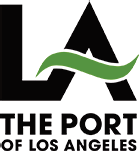 LA
THE PORT
OF LOS ANGELES